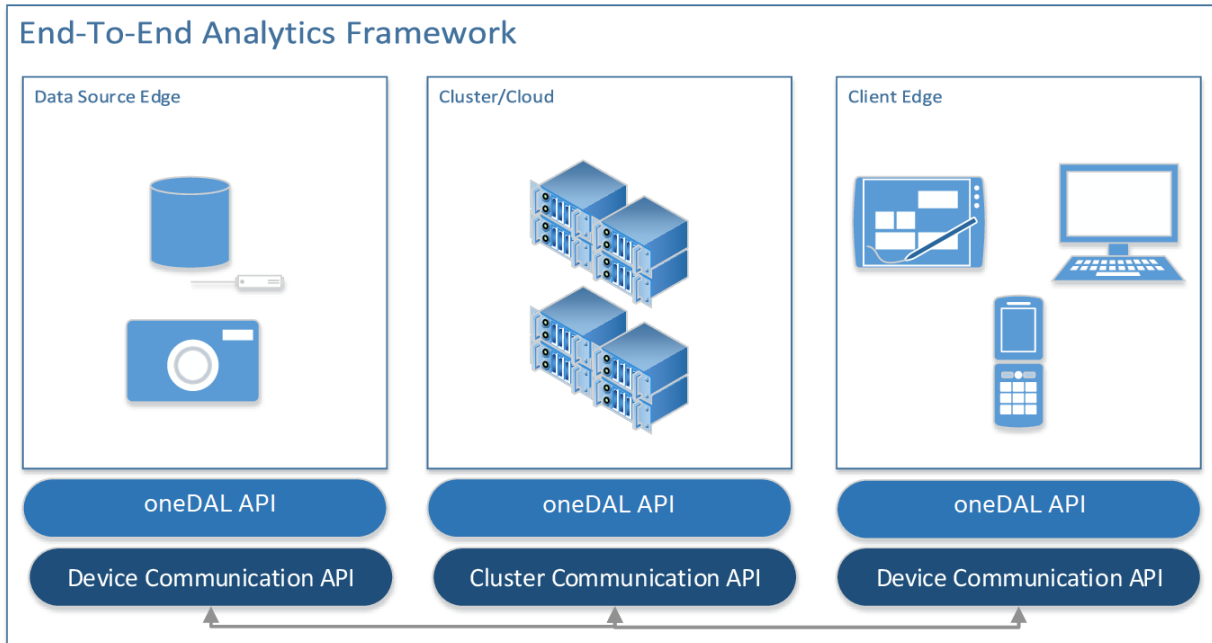 End-To-End Analytics Framework
Data Source Edge
Cluster/Cloud
Client Edge
oneDAL API
oneDAL API
oneDAL API
Device Communication API
Cluster Communication API
Device Communication API